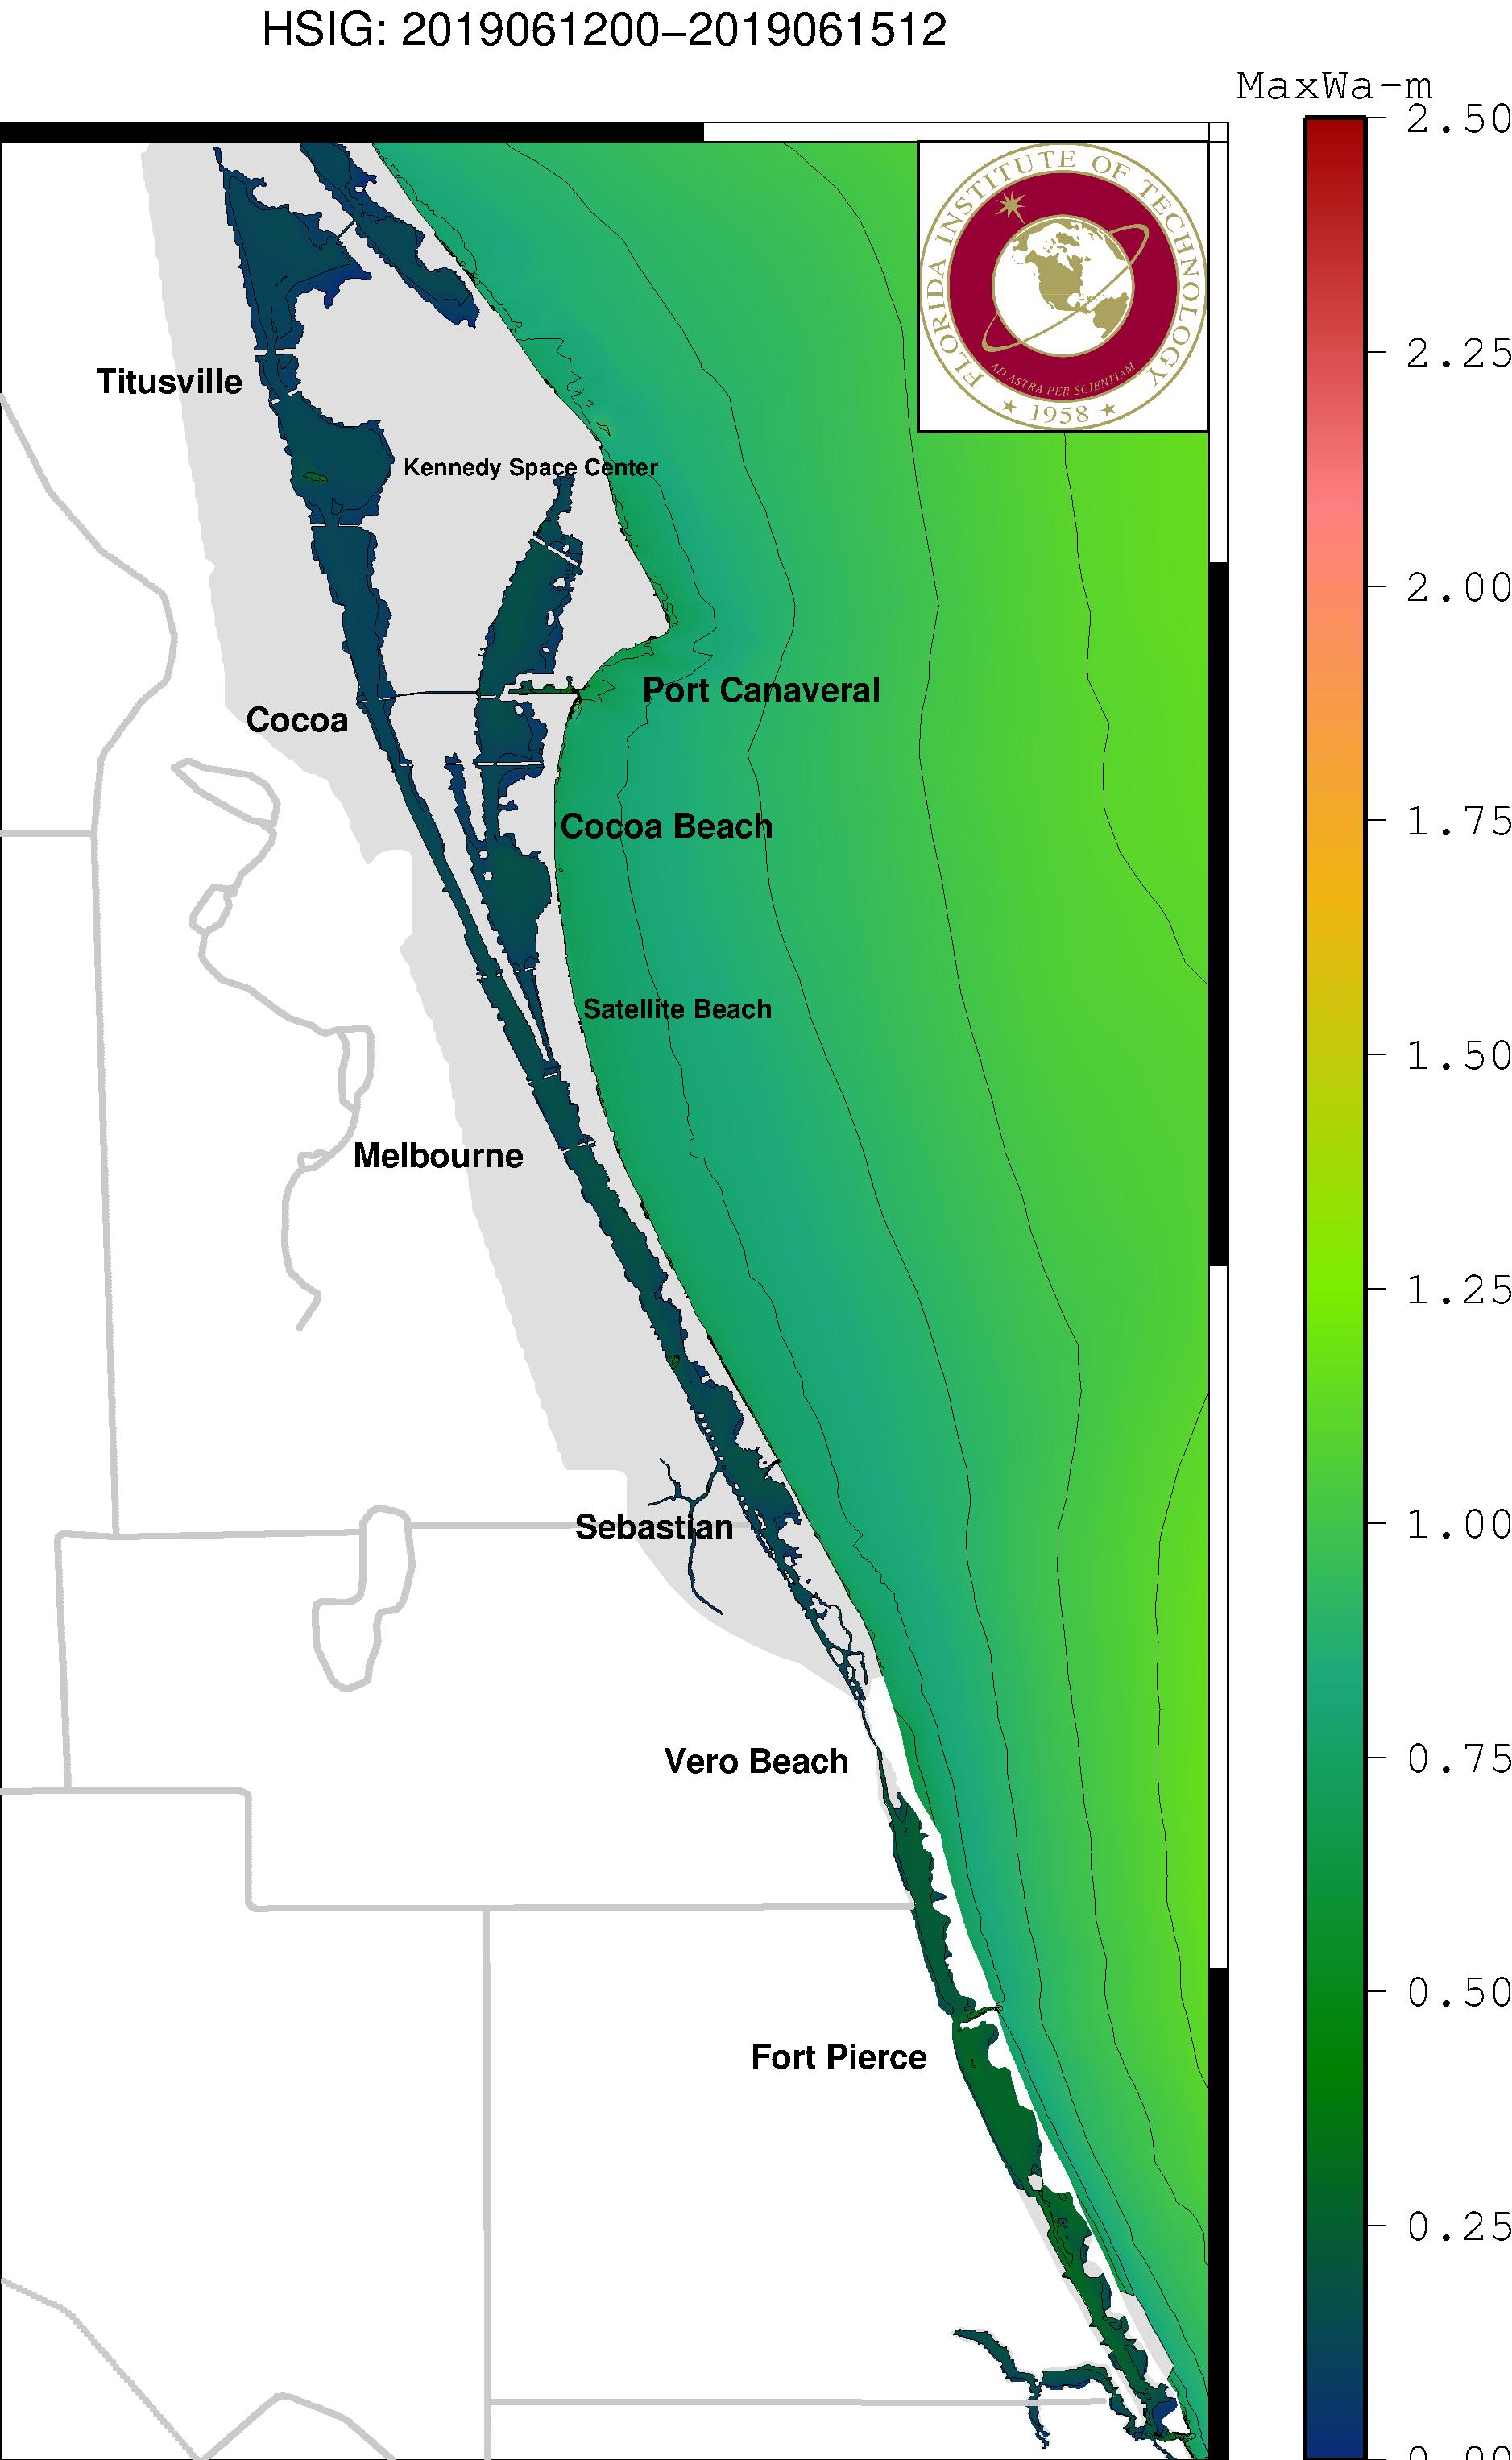 HSIG: 2019061200–2019061512
MaxWa-m
2.50
2.25
2.00
1.75
1.50
1.25
1.00
0.75
0.50
0.25
0.00
FLORIDA INSTITUTE OF TECHNOLOGY
AD ASTRA PER SCIENTIAM
★ 1958 ★
Titusville
Kennedy Space Center
Port Canaveral
Cocoa
Cocoa Beach
Satellite Beach
Melbourne
Sebastian
Vero Beach
Fort Pierce